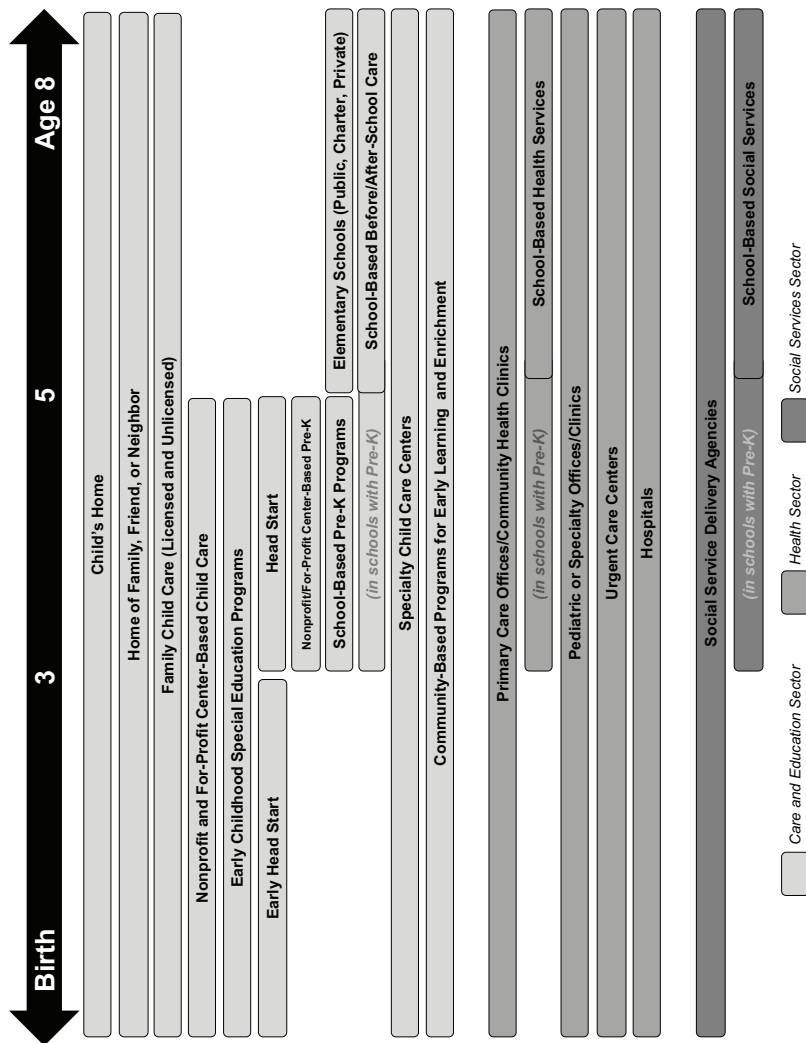 Birth 3 5 Age 8
Child's Home
Home of Family, Friend, or Neighbor
Family Child Care (Licensed and Unlicensed)
Nonprofit and For-Profit Center-Based Child Care
Early Childhood Special Education Programs
Early Head Start Head Start
Nonprofit/For-Profit Center-Based Pre-K
School-Based Pre-K Programs Elementary Schools (Public, Charter, Private)
(in schools with Pre-K) School-Based Before/After-School Care
Specialty Child Care Centers
Community-Based Programs for Early Learning and Enrichment
Primary Care Offices/Community Health Clinics
(in schools with Pre-K) School-Based Health Services
Pediatric or Specialty Offices/Clinics
Urgent Care Centers
Hospitals
Social Service Delivery Agencies
(in schools with Pre-K) School-Based Social Services
Care and Education Sector Health Sector Social Services Sector